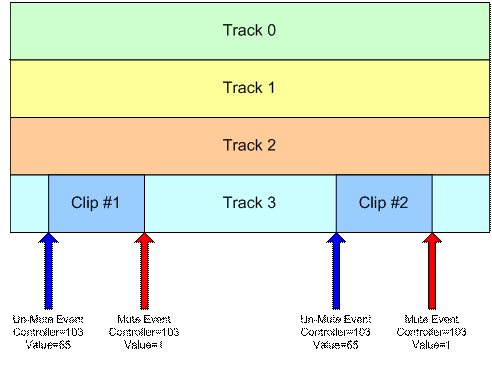 Track 0
Track 1
Track 2
Clip #1
Track 3
Clip #2
Un-Mute Event
Controller=103
Value=65
Mute Event
Controller=103
Value=1
Un-Mute Event
Controller=103
Value=65
Mute Event
Controller=103
Value=1